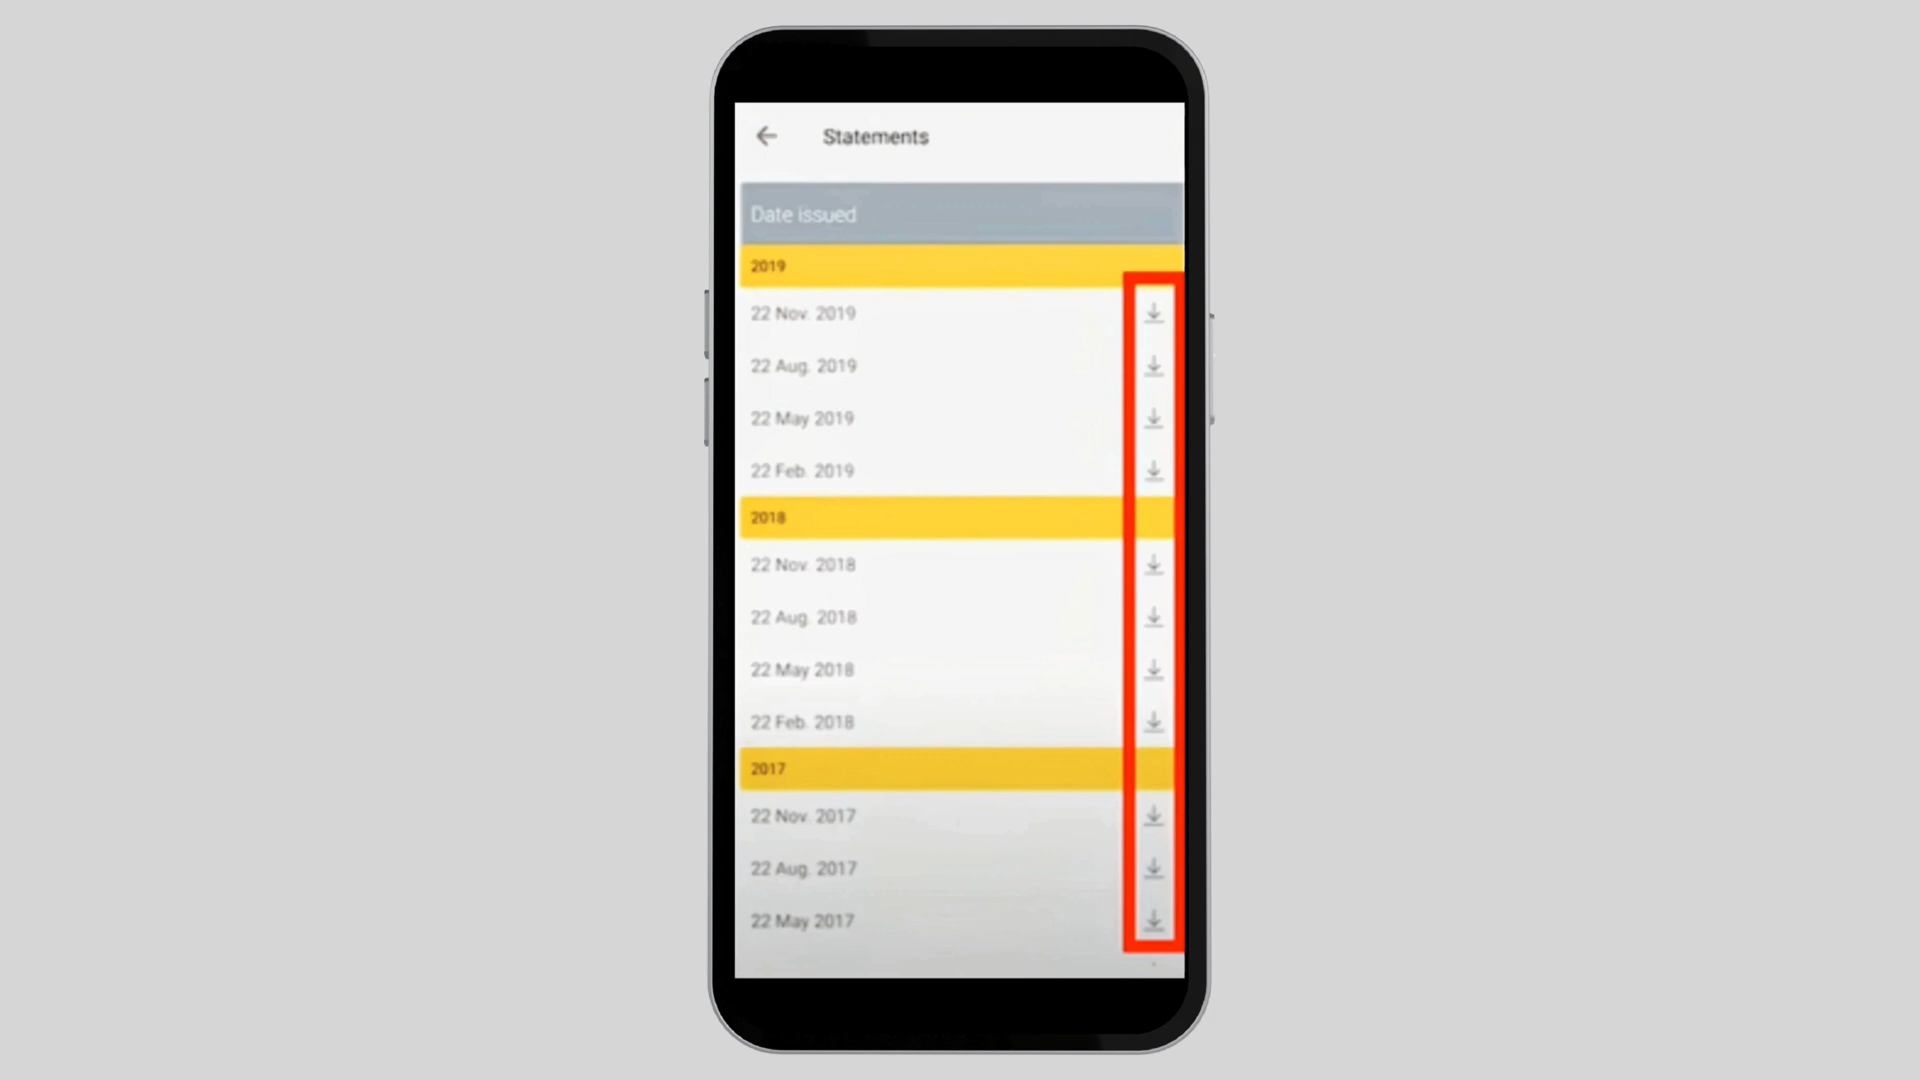 Statements
Date issued
2019
22 Nov. 2019
22 Aug. 2019
22 May 2019
22 Feb. 2019
2018
22 Nov. 2018
22 Aug. 2018
22 May 2018
22 Feb. 2018
2017
22 Nov. 2017
22 Aug. 2017
22 May 2017